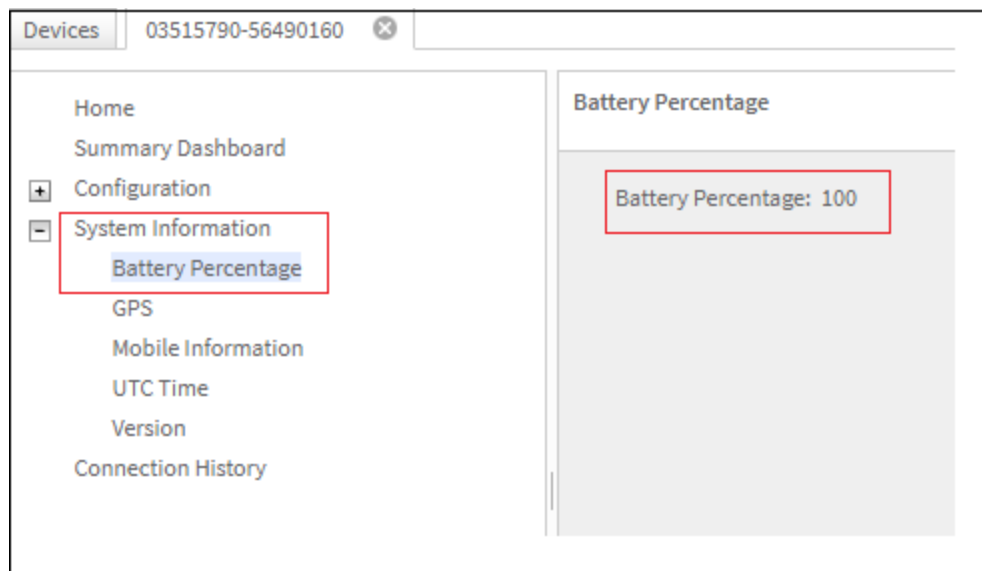 Devices 03515790-56490160
Home
Summary Dashboard
Configuration
System Information
Battery Percentage
GPS
Mobile Information
UTC Time
Version
Connection History
Battery Percentage
Battery Percentage: 100